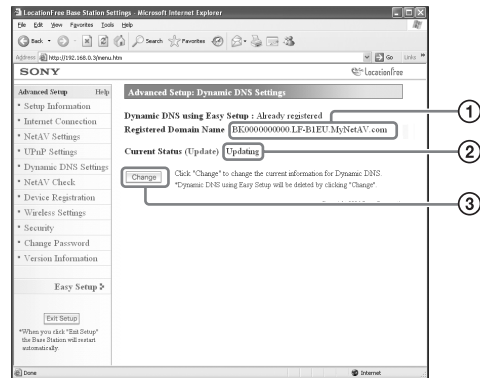 LocationFree Base Station Settings - Microsoft Internet Explorer
File Edit View Favorites Tools Help
Back Search Favorites
Address http://192.168.0.3/menu.htm Go Links »
SONY LocationFree
Advanced Setup Help
Advanced Setup: Dynamic DNS Settings
* Setup Information
* Internet Connection
* NetAV Settings
* UPnP Settings
* Dynamic DNS Settings
* NetAV Check
* Device Registration
* Wireless Settings
* Security
* Change Password
* Version Information
Easy Setup
Exit Setup
*When you click "Exit Setup"
the Base Station will restart
automatically.
Dynamic DNS using Easy Setup : Already registered
1
Registered Domain Name BK0000000000.LF-B1EU.MyNetAV.com
Current Status (Update) Updating
2
Change Click "Change" to change the current information for Dynamic DNS.
*Dynamic DNS using Easy Setup will be deleted by clicking "Change".
3
Done Internet